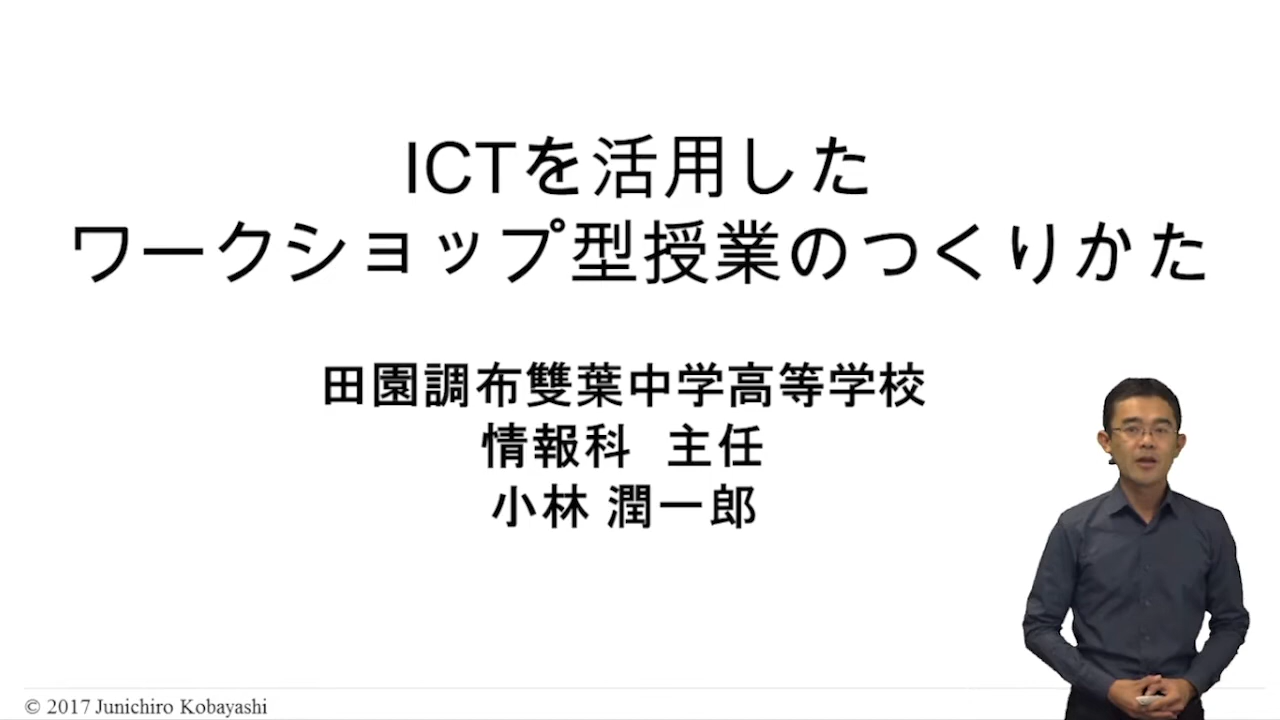 ICTを活用した
ワークショップ型授業のつくりかた
田園調布雙葉中学高等学校
情報科　主任
小林 潤一郎
© 2017 Junichiro Kobayashi